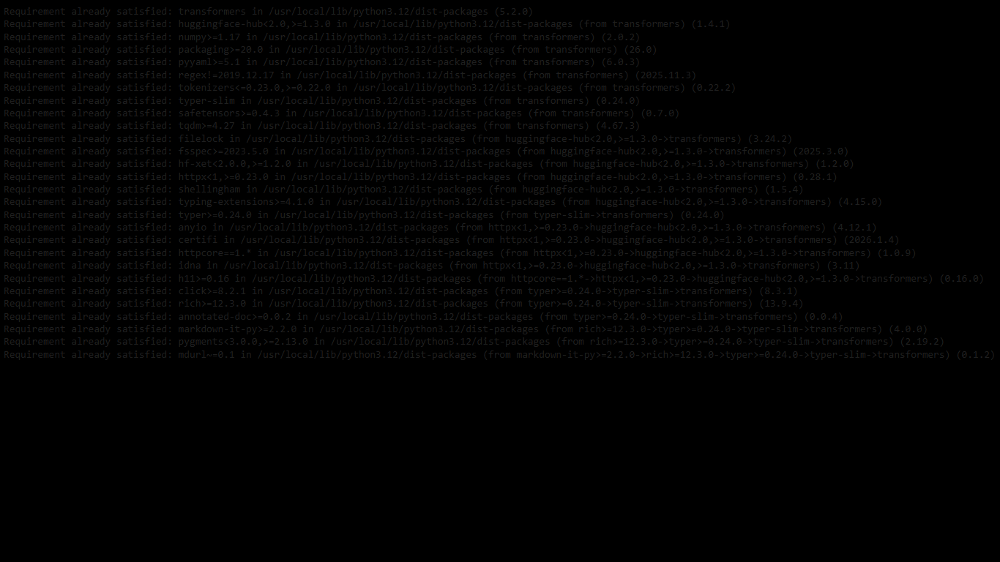 Requirement already satisfied: transformers in /usr/local/lib/python3.12/dist-packages (5.2.0)
Requirement already satisfied: huggingface-hub<2.0,>=1.3.0 in /usr/local/lib/python3.12/dist-packages (from transformers) (1.4.1)
Requirement already satisfied: numpy>=1.17 in /usr/local/lib/python3.12/dist-packages (from transformers) (2.0.2)
Requirement already satisfied: packaging>=20.0 in /usr/local/lib/python3.12/dist-packages (from transformers) (26.0)
Requirement already satisfied: pyyaml>=5.1 in /usr/local/lib/python3.12/dist-packages (from transformers) (6.0.3)
Requirement already satisfied: regex!=2019.12.17 in /usr/local/lib/python3.12/dist-packages (from transformers) (2025.11.3)
Requirement already satisfied: tokenizers<=0.23.0,>=0.22.0 in /usr/local/lib/python3.12/dist-packages (from transformers) (0.22.2)
Requirement already satisfied: typer-slim in /usr/local/lib/python3.12/dist-packages (from transformers) (0.24.0)
Requirement already satisfied: safetensors>=0.4.3 in /usr/local/lib/python3.12/dist-packages (from transformers) (0.7.0)
Requirement already satisfied: tqdm>=4.27 in /usr/local/lib/python3.12/dist-packages (from transformers) (4.67.3)
Requirement already satisfied: filelock in /usr/local/lib/python3.12/dist-packages (from huggingface-hub<2.0,>=1.3.0->transformers) (3.24.2)
Requirement already satisfied: fsspec>=2023.5.0 in /usr/local/lib/python3.12/dist-packages (from huggingface-hub<2.0,>=1.3.0->transformers) (2025.3.0)
Requirement already satisfied: hf-xet<2.0.0,>=1.2.0 in /usr/local/lib/python3.12/dist-packages (from huggingface-hub<2.0,>=1.3.0->transformers) (1.2.0)
Requirement already satisfied: httpx<1,>=0.23.0 in /usr/local/lib/python3.12/dist-packages (from huggingface-hub<2.0,>=1.3.0->transformers) (0.28.1)
Requirement already satisfied: shellingham in /usr/local/lib/python3.12/dist-packages (from huggingface-hub<2.0,>=1.3.0->transformers) (1.5.4)
Requirement already satisfied: typing-extensions>=4.1.0 in /usr/local/lib/python3.12/dist-packages (from huggingface-hub<2.0,>=1.3.0->transformers) (4.15.0)
Requirement already satisfied: typer>=0.24.0 in /usr/local/lib/python3.12/dist-packages (from typer-slim->transformers) (0.24.0)
Requirement already satisfied: anyio in /usr/local/lib/python3.12/dist-packages (from httpx<1,>=0.23.0->huggingface-hub<2.0,>=1.3.0->transformers) (4.12.1)
Requirement already satisfied: certifi in /usr/local/lib/python3.12/dist-packages (from httpx<1,>=0.23.0->huggingface-hub<2.0,>=1.3.0->transformers) (2026.1.4)
Requirement already satisfied: httpcore==1.* in /usr/local/lib/python3.12/dist-packages (from httpx<1,>=0.23.0->huggingface-hub<2.0,>=1.3.0->transformers) (1.0.9)
Requirement already satisfied: idna in /usr/local/lib/python3.12/dist-packages (from httpx<1,>=0.23.0->huggingface-hub<2.0,>=1.3.0->transformers) (3.11)
Requirement already satisfied: h11>=0.16 in /usr/local/lib/python3.12/dist-packages (from httpcore==1.*->httpx<1,>=0.23.0->huggingface-hub<2.0,>=1.3.0->transformers) (0.16.0)
Requirement already satisfied: click>=8.2.1 in /usr/local/lib/python3.12/dist-packages (from typer>=0.24.0->typer-slim->transformers) (8.3.1)
Requirement already satisfied: rich>=12.3.0 in /usr/local/lib/python3.12/dist-packages (from typer>=0.24.0->typer-slim->transformers) (13.9.4)
Requirement already satisfied: annotated-doc>=0.0.2 in /usr/local/lib/python3.12/dist-packages (from typer>=0.24.0->typer-slim->transformers) (0.0.4)
Requirement already satisfied: markdown-it-py>=2.2.0 in /usr/local/lib/python3.12/dist-packages (from rich>=12.3.0->typer>=0.24.0->typer-slim->transformers) (4.0.0)
Requirement already satisfied: pygments<3.0.0,>=2.13.0 in /usr/local/lib/python3.12/dist-packages (from rich>=12.3.0->typer>=0.24.0->typer-slim->transformers) (2.19.2)
Requirement already satisfied: mdurl~=0.1 in /usr/local/lib/python3.12/dist-packages (from markdown-it-py>=2.2.0->rich>=12.3.0->typer>=0.24.0->typer-slim->transformers) (0.1.2)